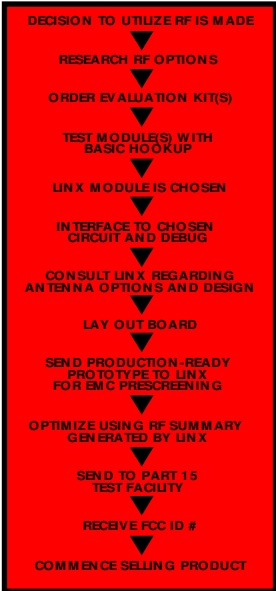 DECISION TO UTILIZE RF IS MADE
RESEARCH RF OPTIONS
ORDER EVALUATION KIT(S)
TEST MODULE(S) WITH
BASIC HOOKUP
LINX MODULE IS CHOSEN
INTERFACE TO CHOSEN
CIRCUIT AND DEBUG
CONSULT LINX REGARDING
ANTENNA OPTIONS AND DESIGN
LAY OUT BOARD
SEND PRODUCTION-READY
PROTOTYPE TO LINX
FOR EMC PRESCREENING
OPTIMIZE USING RF SUMMARY
GENERATED BY LINX
SEND TO PART 15
TEST FACILITY
RECEIVE FCC ID #
COMMENCE SELLING PRODUCT